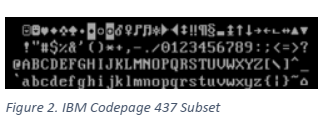 ☺☻♥♦♣♠•◘○◙♂♀♪♫☼►◄↕‼¶§▬↨↑↓→←∟↔▲▼
!"#$%&'()*+,-./0123456789:;<=>?
@ABCDEFGHIJKLMNOPQRSTUVWXYZ[\]^_
`abcdefghijklmnopqrstuvwxyz{|}~⌂
Figure 2. IBM Codepage 437 Subset